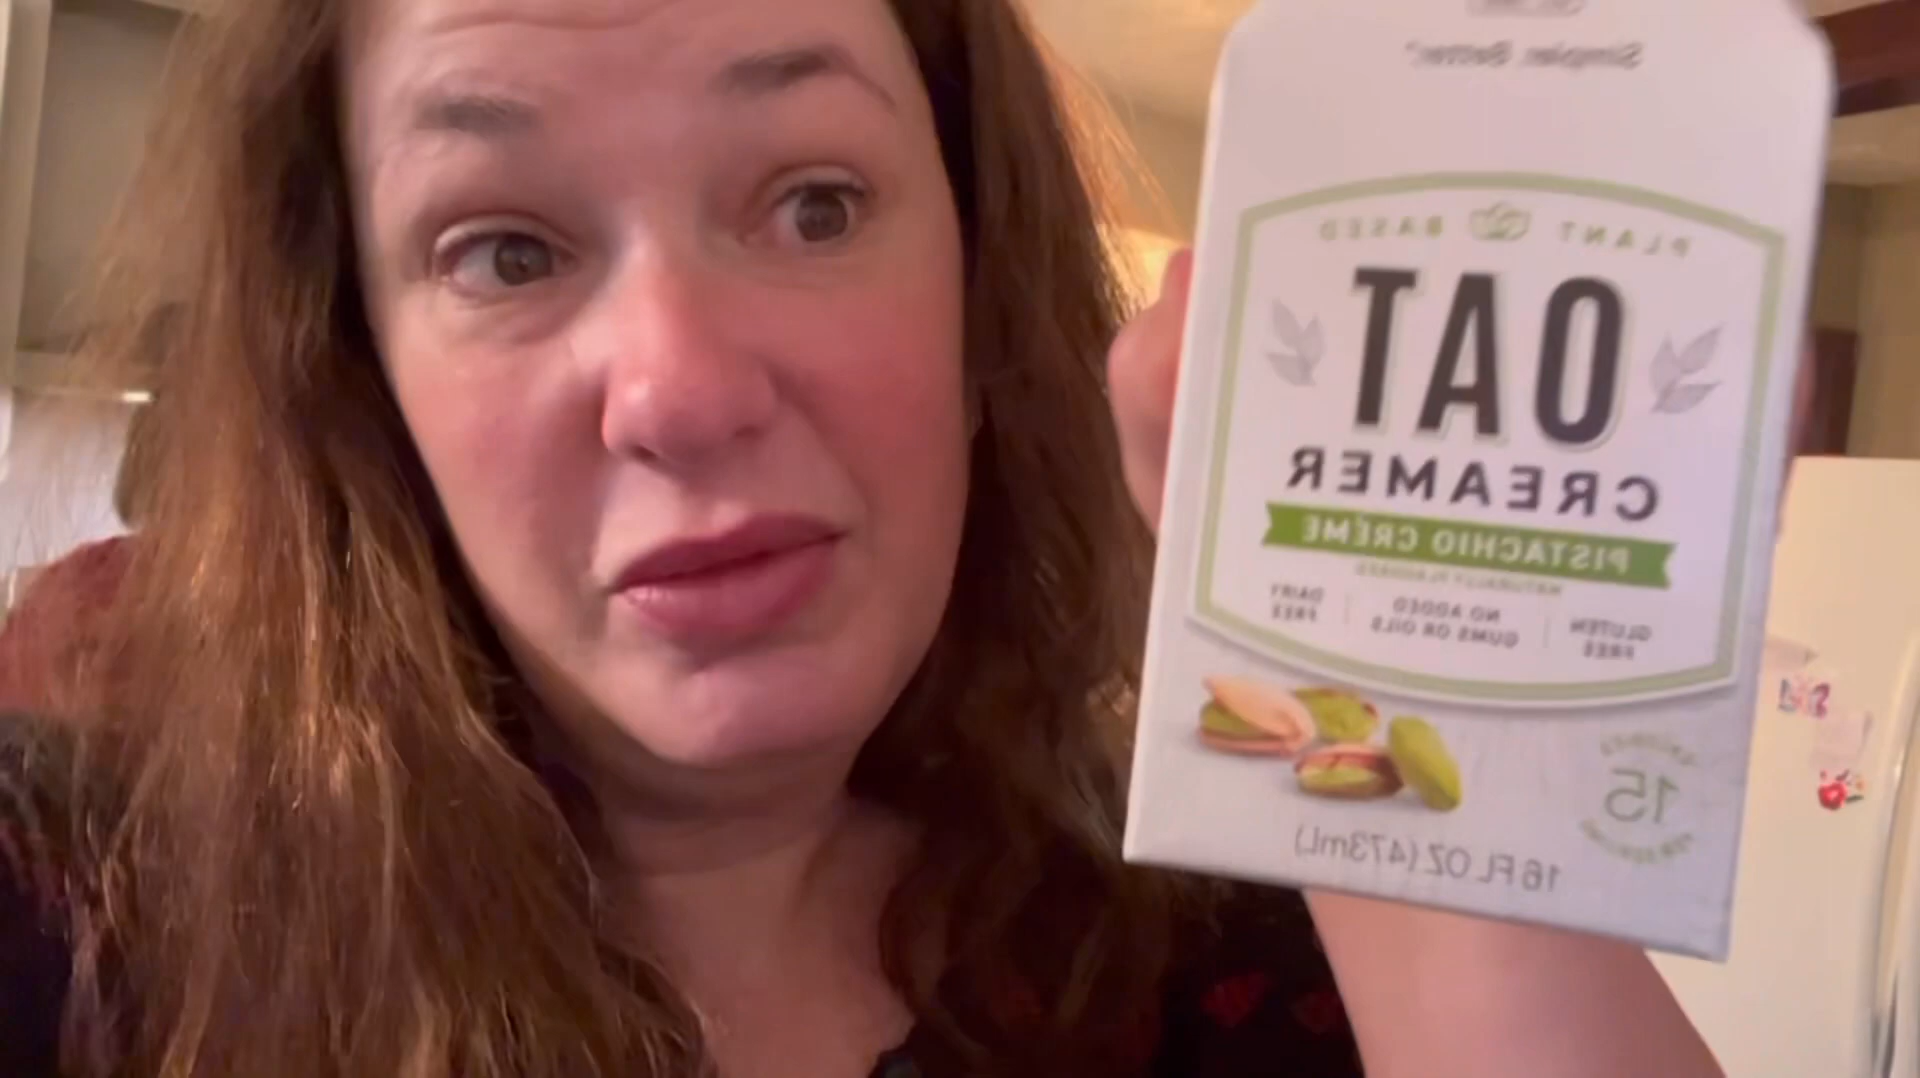 Simpler. Better.
PLANT BASED
OAT
CREAMER
PISTACHIO CRÈME
NATURALLY FLAVORED
GLUTEN FREE
NO ADDED GUMS OR OILS
DAIRY FREE
15
16 FL OZ (473mL)